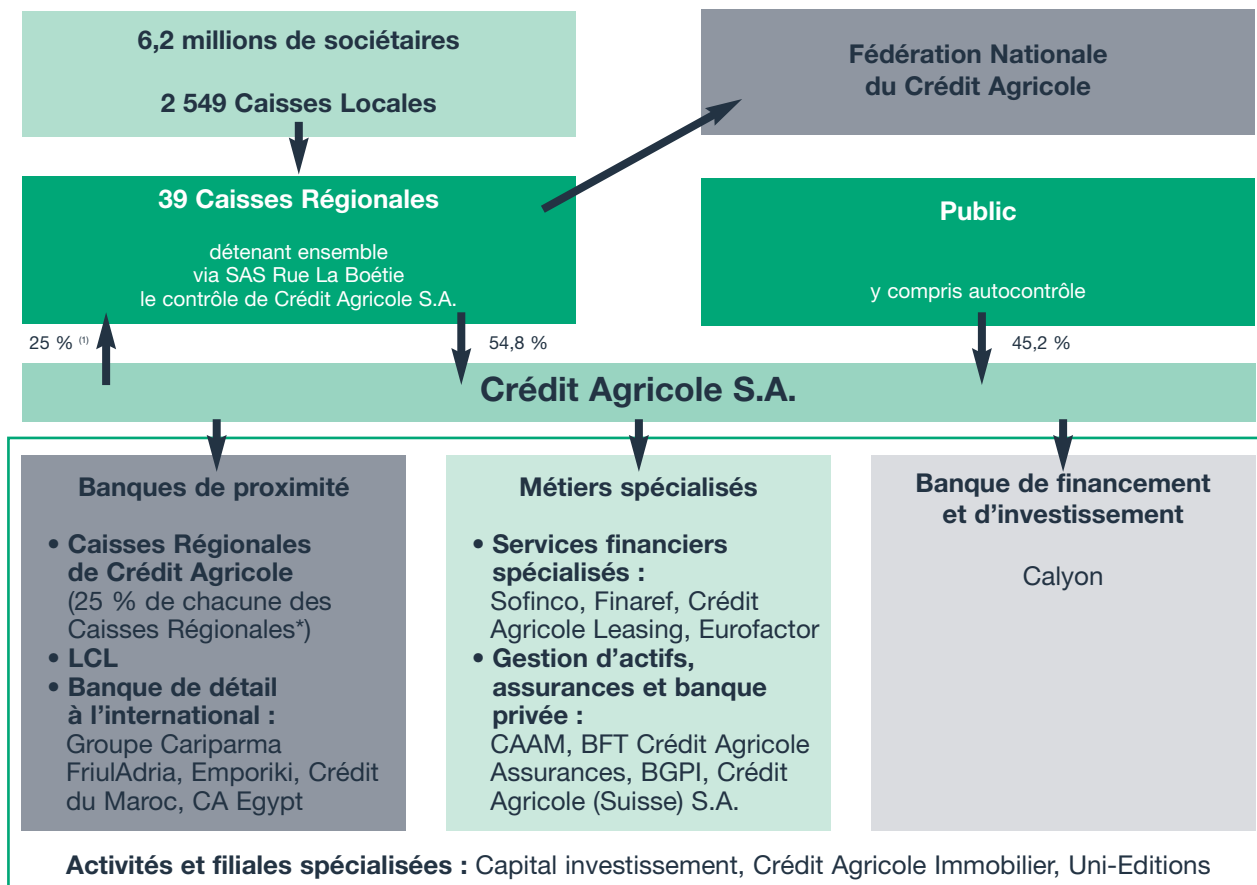 6,2 millions de sociétaires
2 549 Caisses Locales
Fédération Nationale
du Crédit Agricole
39 Caisses Régionales
détenant ensemble
via SAS Rue La Boétie
le contrôle de Crédit Agricole S.A.
Public
y compris autocontrôle
25 % (1)
54,8 %
45,2 %
Crédit Agricole S.A.
Banques de proximité
• Caisses Régionales
de Crédit Agricole
(25 % de chacune des
Caisses Régionales*)
• LCL
• Banque de détail
à l'international :
Groupe Cariparma
FriulAdria, Emporiki, Crédit
du Maroc, CA Egypt
Métiers spécialisés
• Services financiers
spécialisés :
Sofinco, Finaref, Crédit
Agricole Leasing, Eurofactor
• Gestion d'actifs,
assurances et banque
privée :
CAAM, BFT Crédit Agricole
Assurances, BGPI, Crédit
Agricole (Suisse) S.A.
Banque de financement
et d'investissement
Calyon
Activités et filiales spécialisées : Capital investissement, Crédit Agricole Immobilier, Uni-Editions